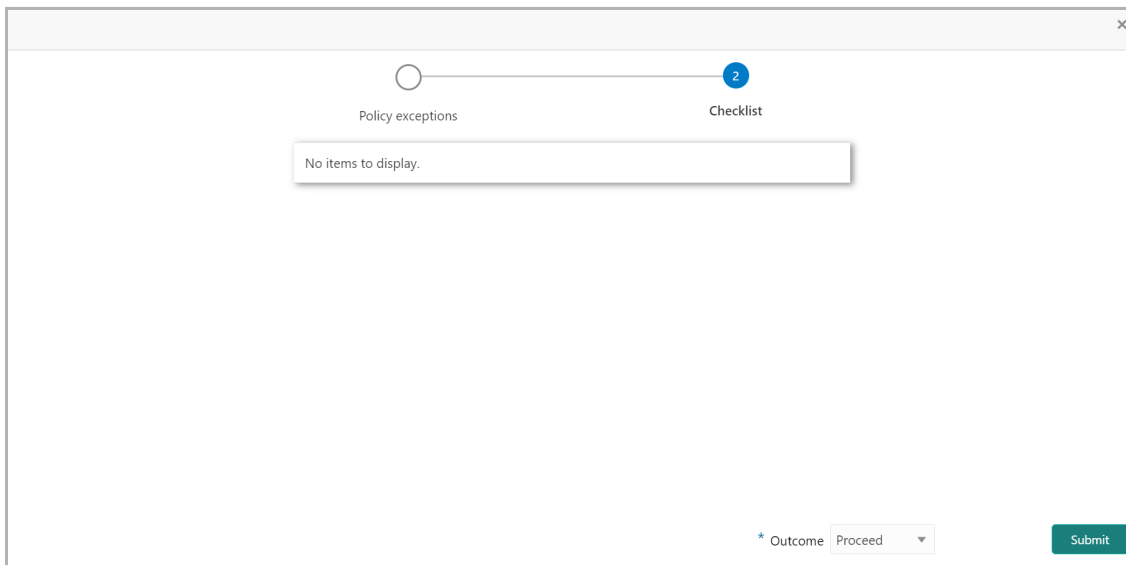 ×
2
Policy exceptions
Checklist
No items to display.
* Outcome Proceed
Submit